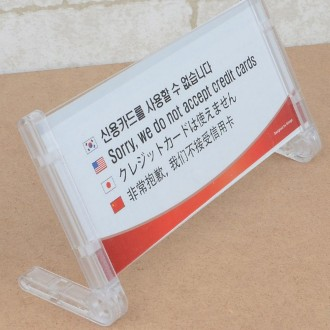 신용카드를 사용할 수 없습니다
Sorry, we do not accept credit cards
クレジットカードは使えません
非常抱歉，我们不接受信用卡